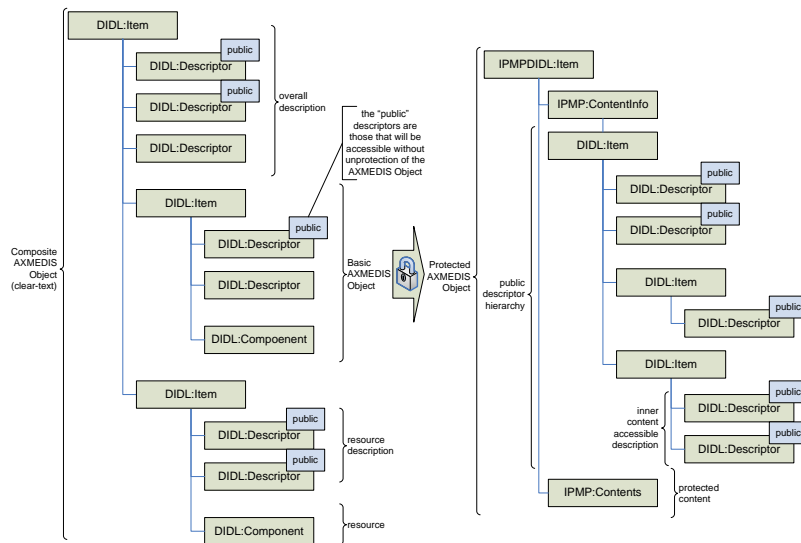 DIDL:Item
public
DIDL:Descriptor
public
DIDL:Descriptor
DIDL:Descriptor
overall
description
the "public"
descriptors are
those that will be
accessible without
unprotection of the
AXMEDIS Object
DIDL:Item
public
DIDL:Descriptor
DIDL:Descriptor
DIDL:Compoenent
Basic
AXMEDIS
Object
Composite
AXMEDIS
Object
(clear-text)
DIDL:Item
public
DIDL:Descriptor
public
DIDL:Descriptor
resource
description
DIDL:Component
resource
Protected
AXMEDIS
Object
IPMPDIDL:Item
IPMP:ContentInfo
DIDL:Item
public
DIDL:Descriptor
public
DIDL:Descriptor
public
descriptor
hierarchy
DIDL:Item
public
DIDL:Descriptor
DIDL:Item
public
DIDL:Descriptor
public
DIDL:Descriptor
inner
content
accessible
description
IPMP:Contents
protected
content